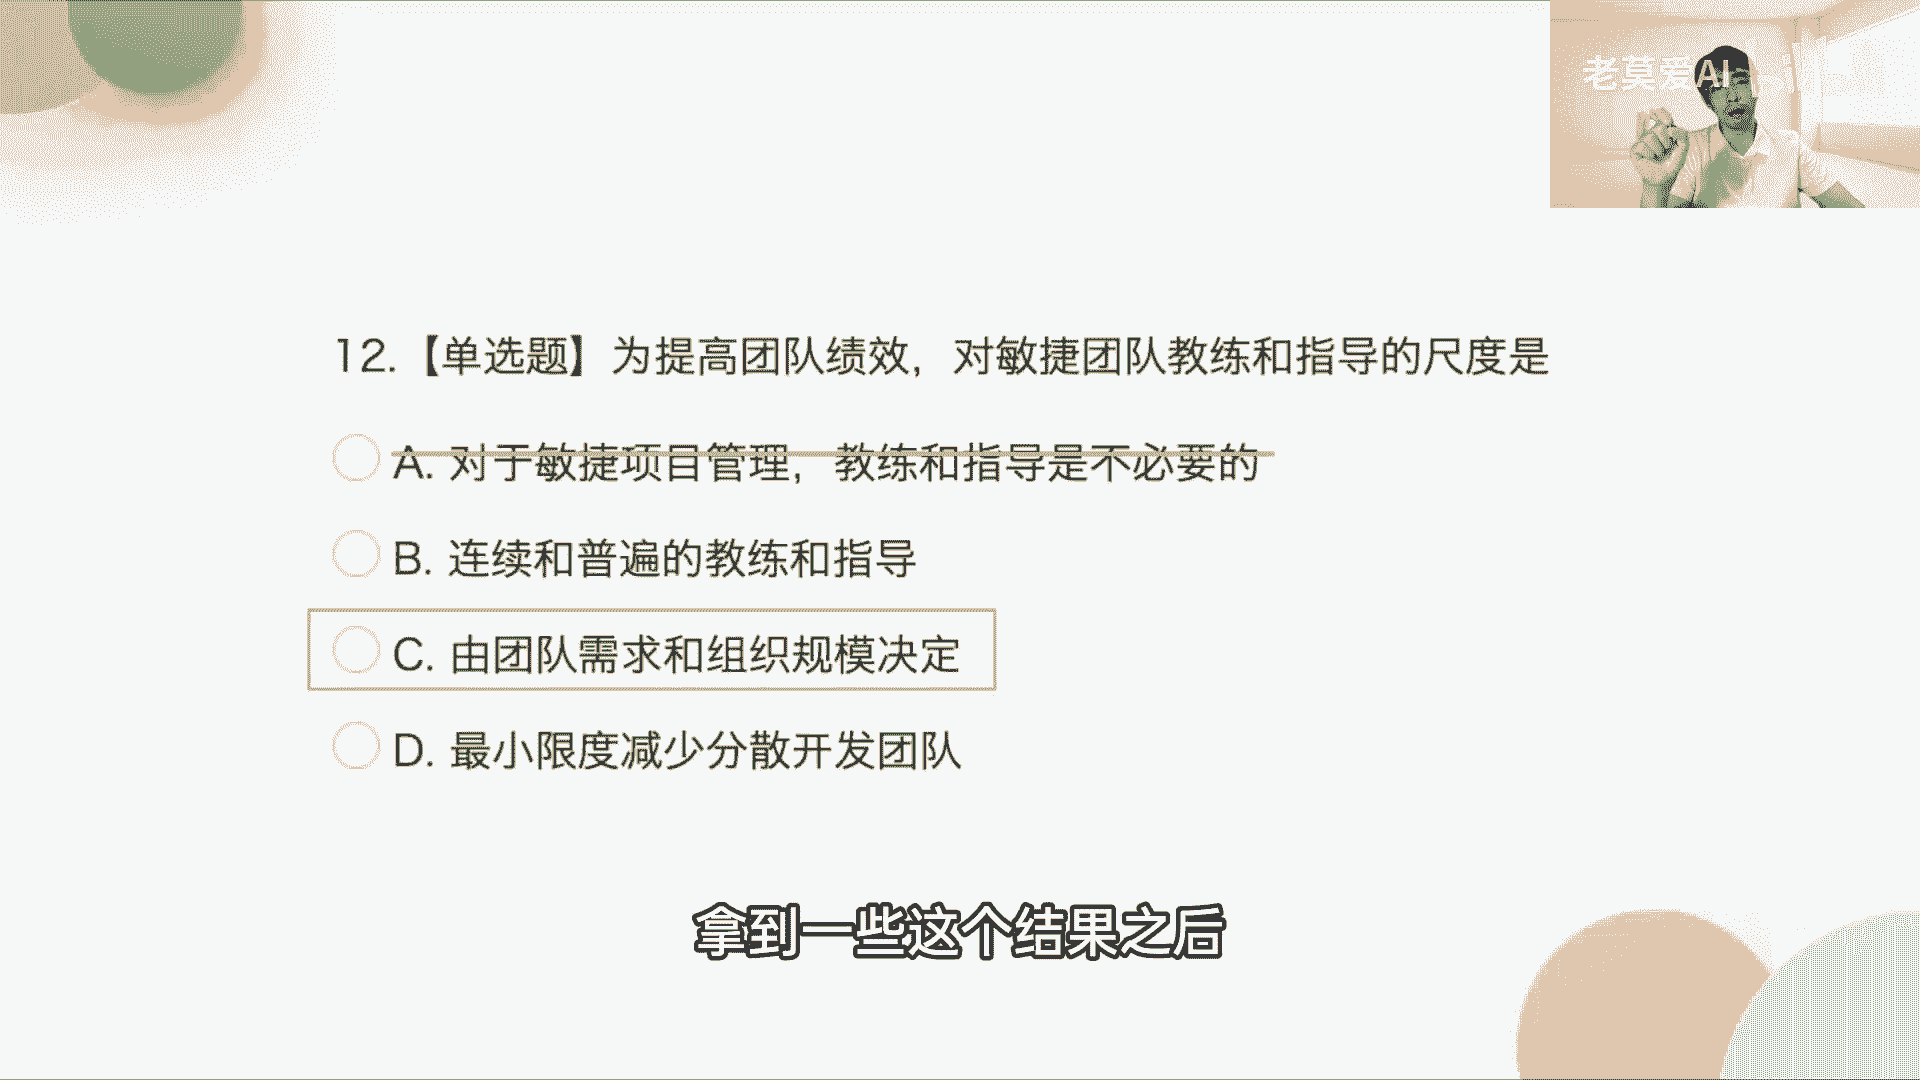 老莫爱AI
12.【单选题】为提高团队绩效，对敏捷团队教练和指导的尺度是
A. 对于敏捷项目管理，教练和指导是不必要的
B. 连续和普遍的教练和指导
C. 由团队需求和组织规模决定
D. 最小限度减少分散开发团队
拿到一些这个结果之后